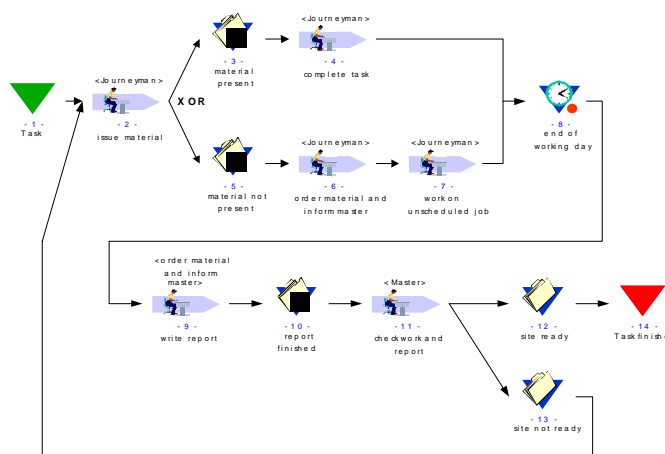 <Journeyman>
- 3 -
material
present
<Journeyman>
- 4 -
complete task
- 1 -
Task
<Journeyman>
- 2 -
issue material
XOR
- 8 -
end of
working day
- 5 -
material not
present
<Journeyman>
- 6 -
order material and
inform master
<Journeyman>
- 7 -
work on
unscheduled job
<order material
and inform
master>
- 9 -
write report
- 10 -
report
finished
<Master>
- 11 -
check work and
report
- 12 -
site ready
- 14 -
Task finished
- 13 -
site not ready